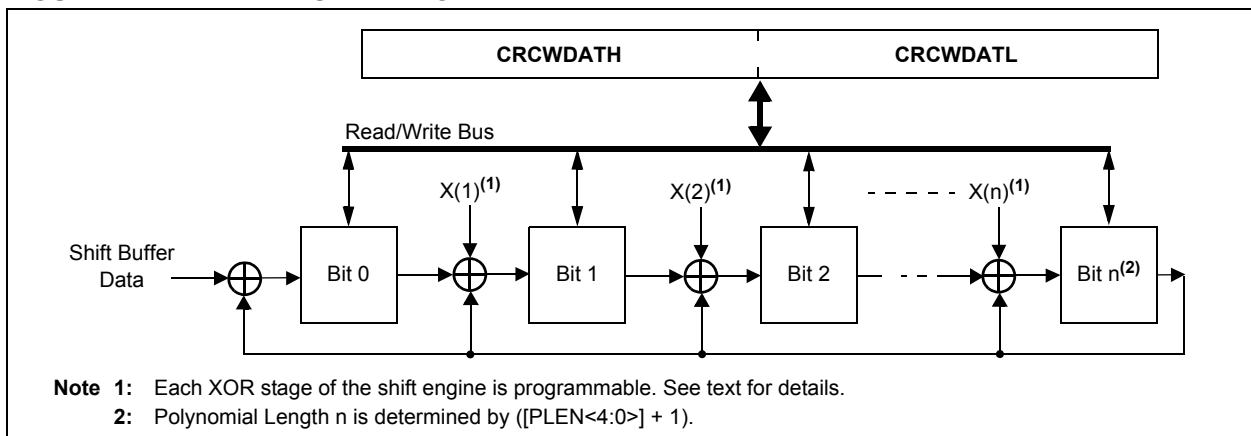 CRCWDATH CRCWDATL
Read/Write Bus
X(1)(1) X(2)(1) X(n)(1)
Shift Buffer
Data
Bit 0 Bit 1 Bit 2 Bit n(2)
Note 1: Each XOR stage of the shift engine is programmable. See text for details.
2: Polynomial Length n is determined by ([PLEN<4:0>] + 1).